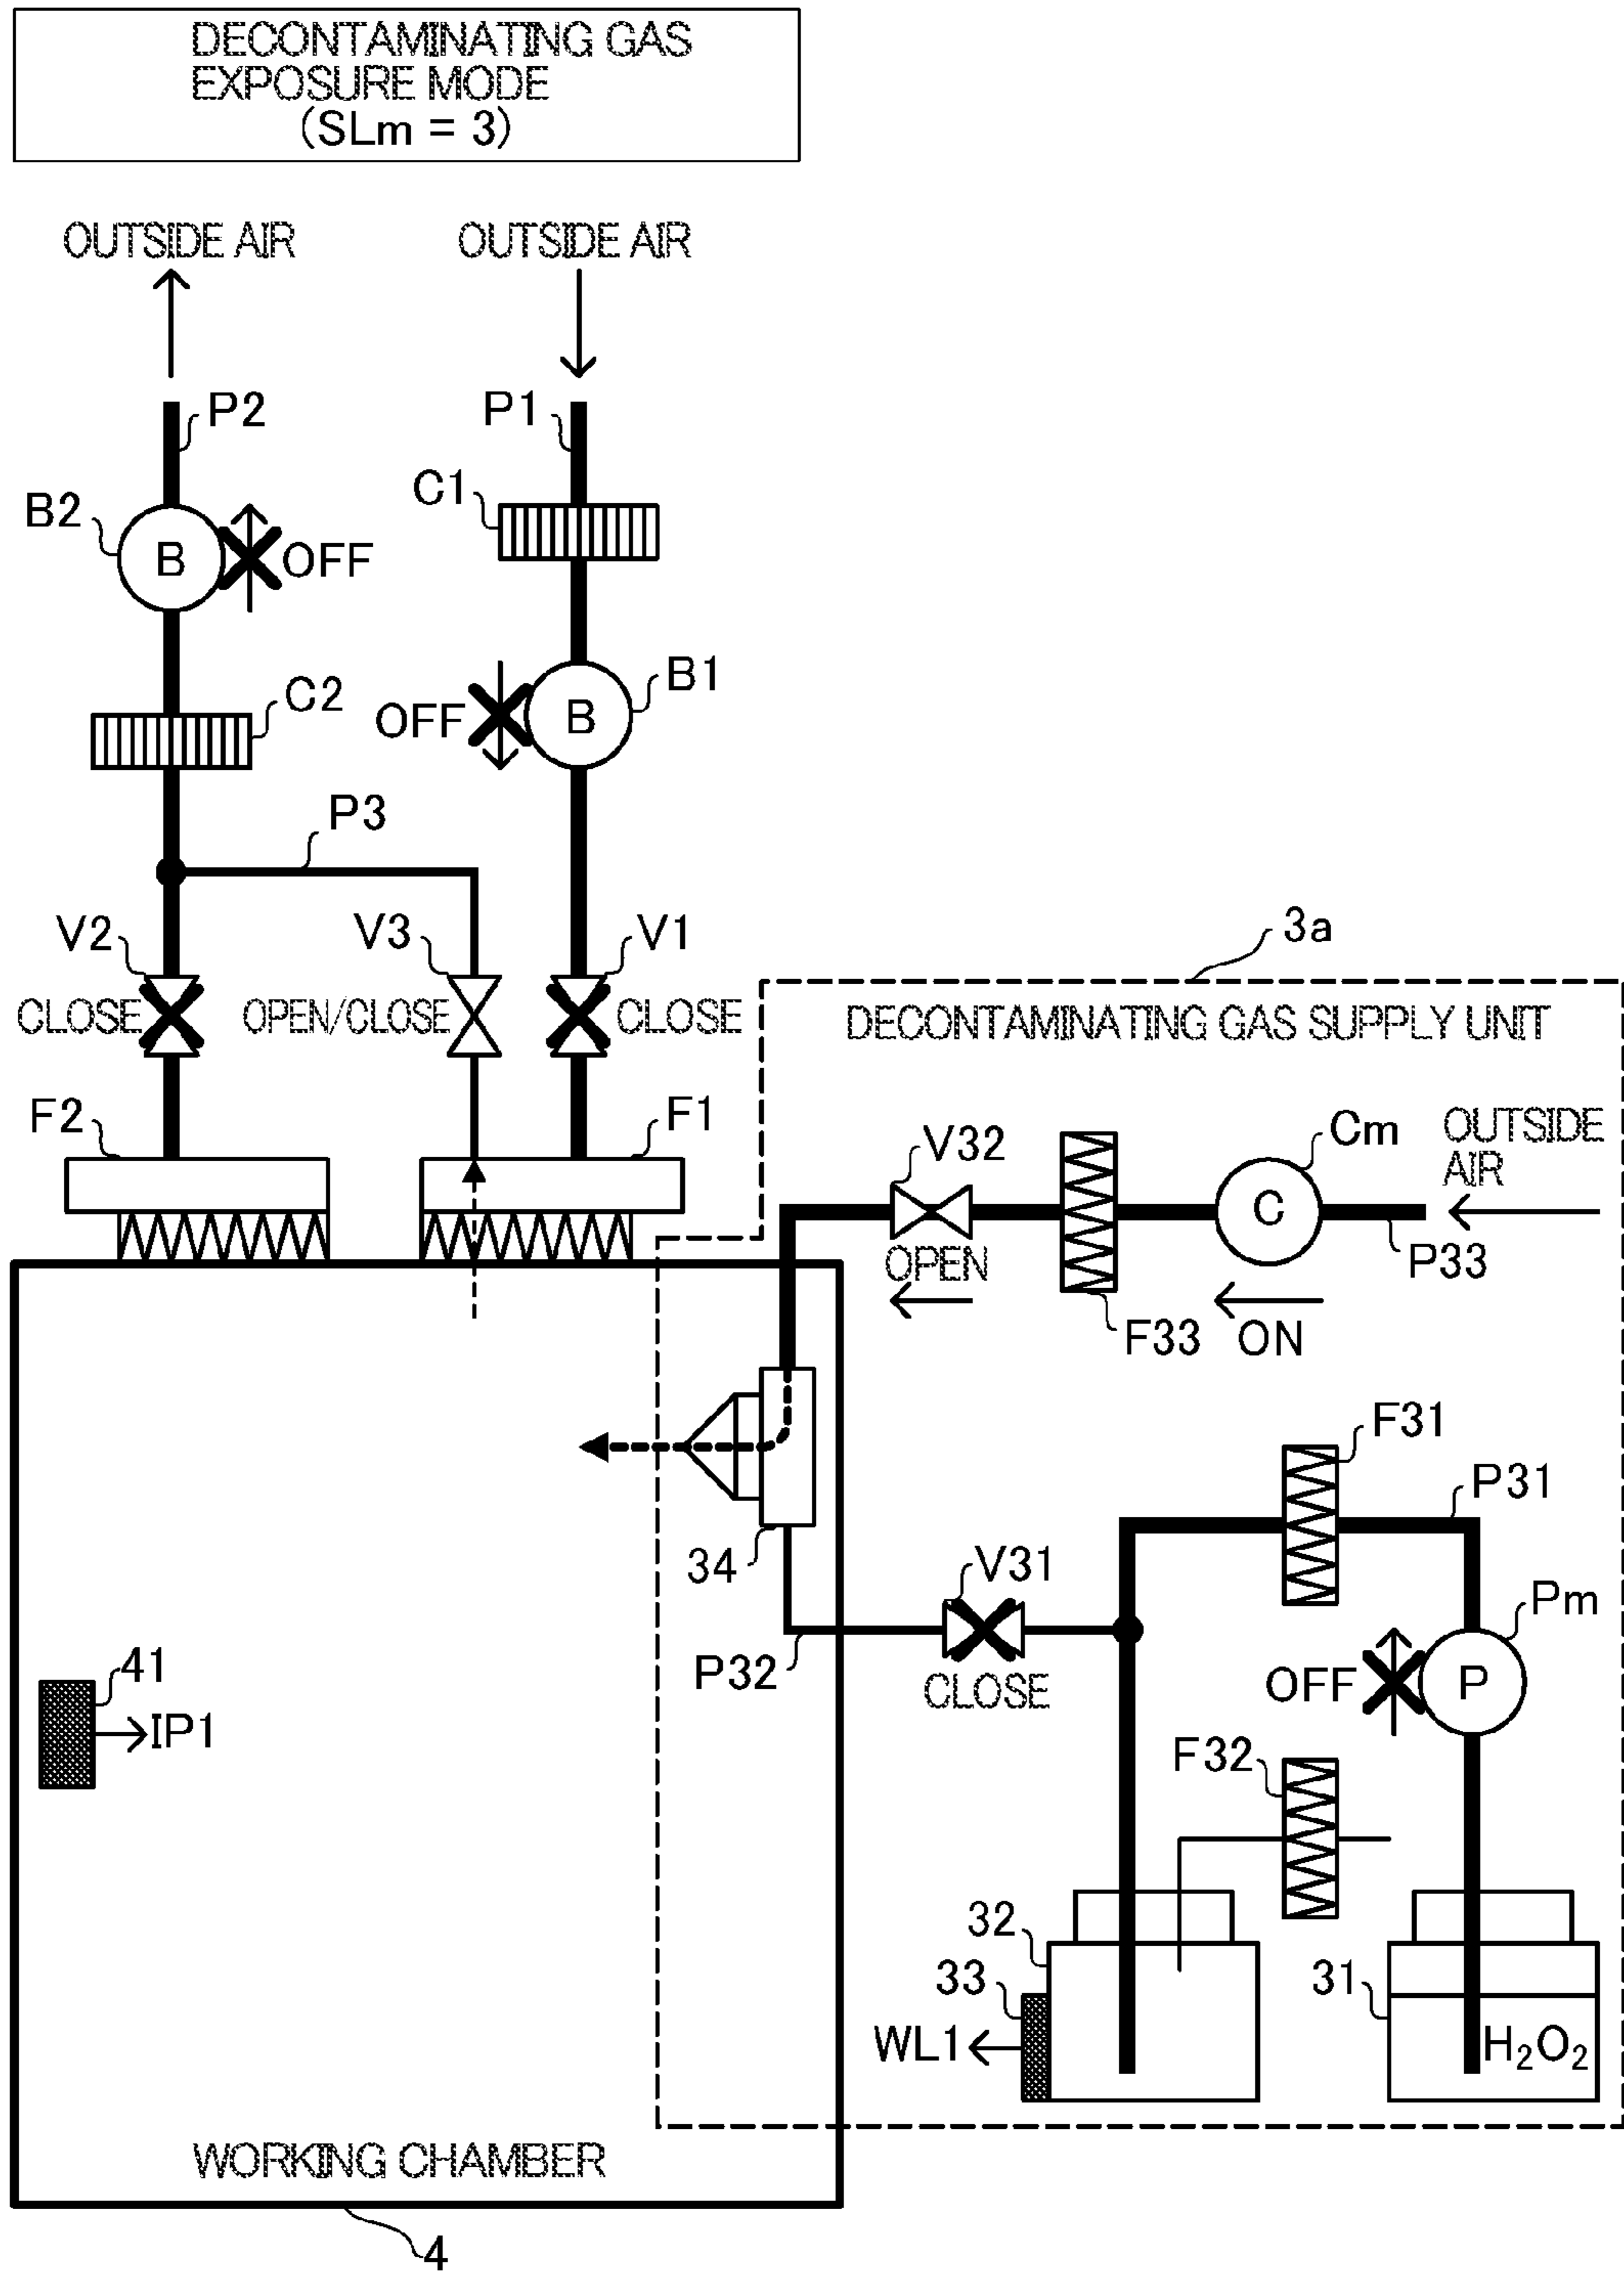 DECONTAMINATING GAS
EXPOSURE MODE
(SLm = 3)
OUTSIDE AIR
OUTSIDE AIR
P2
P1
C1
B2
B
OFF
B1
C2
OFF
B
P3
V2
V3
V1
3a
CLOSE
OPEN/CLOSE
CLOSE
DECONTAMINATING GAS SUPPLY UNIT
F2
F1
V32
Cm
OUTSIDE
AIR
C
OPEN
P33
F33
ON
F31
P31
34
V31
Pm
P32
CLOSE
OFF
P
41
IP1
F32
32
33
31
WL1
H₂O₂
WORKING CHAMBER
4